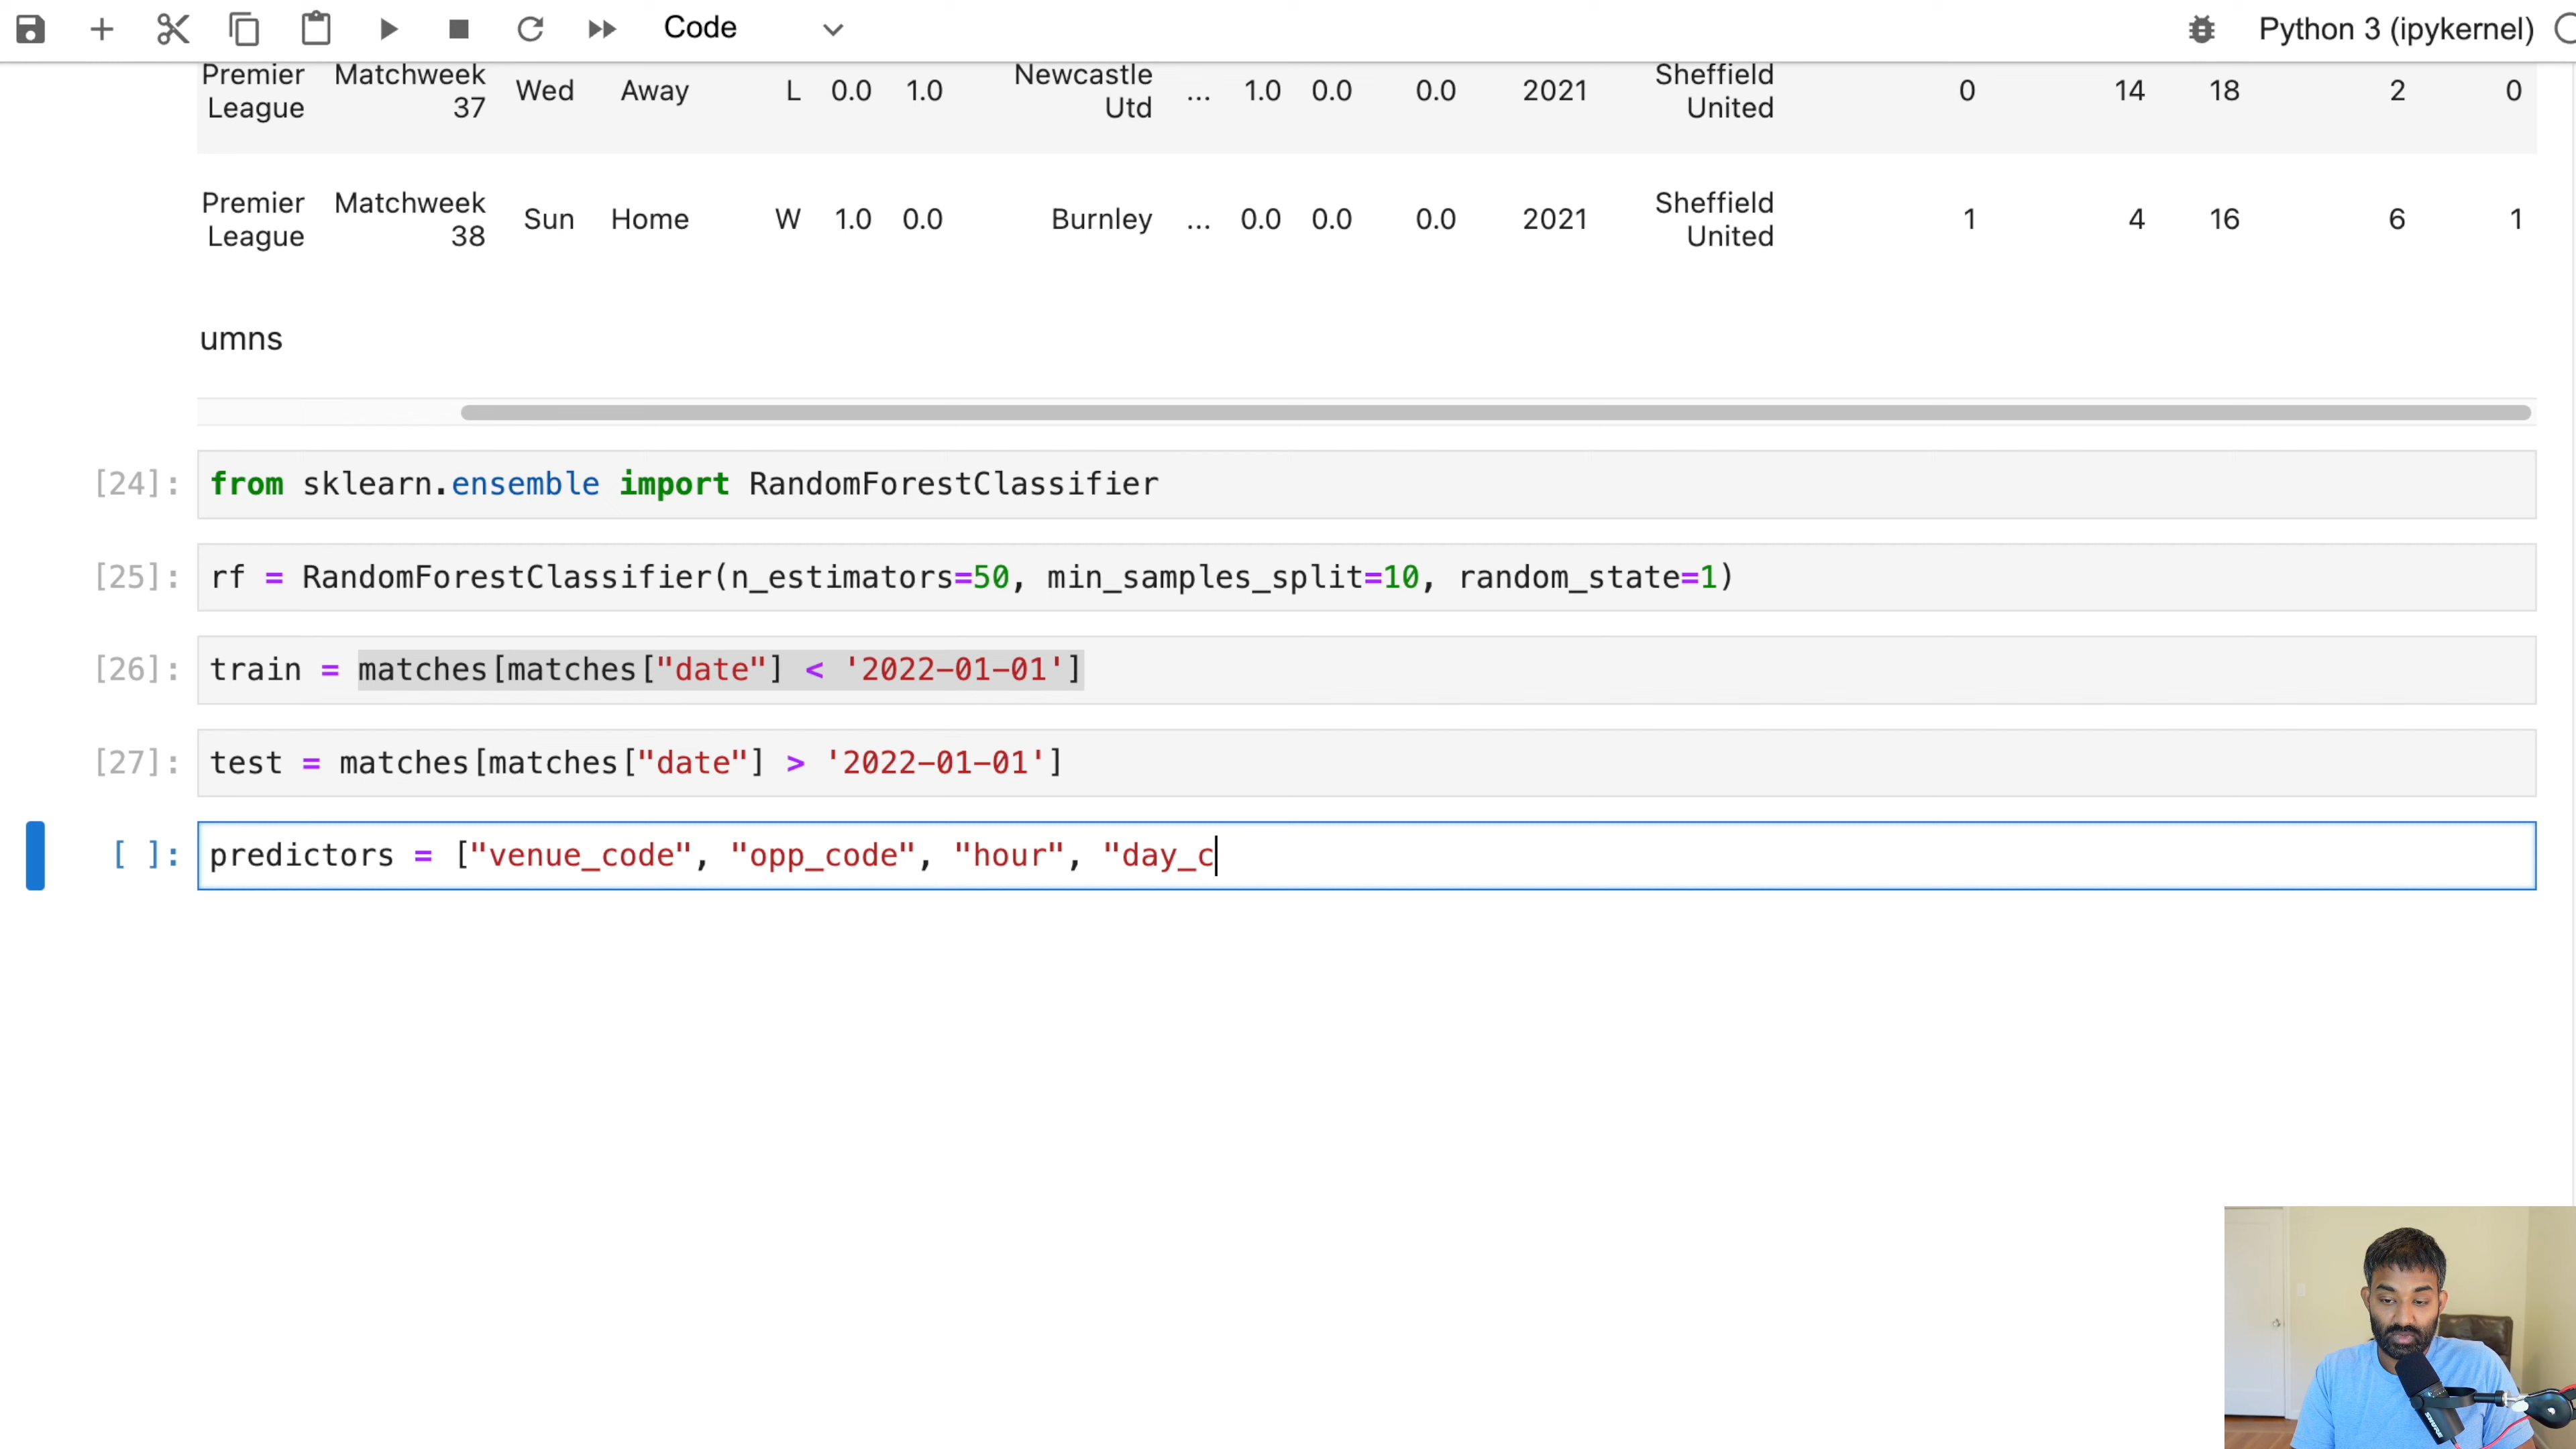 Code
Python 3 (ipykernel)
Premier League Matchweek 37 Wed Away L 0.0 1.0 Newcastle Utd ... 1.0 0.0 0.0 2021 Sheffield United 0 14 18 2 0
Premier League Matchweek 38 Sun Home W 1.0 0.0 Burnley ... 0.0 0.0 0.0 2021 Sheffield United 1 4 16 6 1
umns
[24]: from sklearn.ensemble import RandomForestClassifier
[25]: rf = RandomForestClassifier(n_estimators=50, min_samples_split=10, random_state=1)
[26]: train = matches[matches["date"] < '2022-01-01']
[27]: test = matches[matches["date"] > '2022-01-01']
[ ]: predictors = ["venue_code", "opp_code", "hour", "day_c